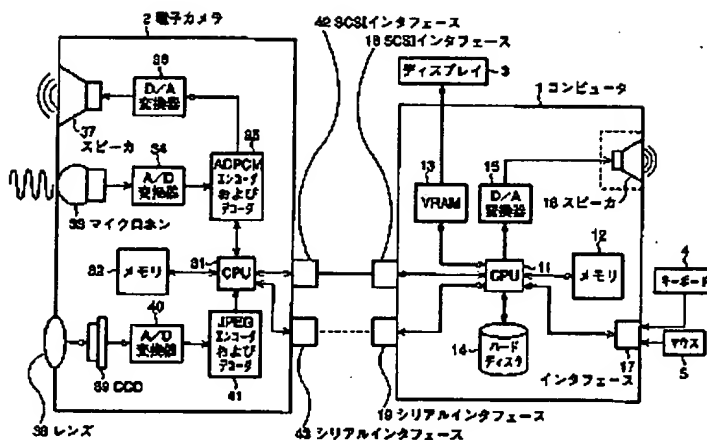 2 電子カメラ
42 SCSIインタフェース
18 SCSIインタフェース
ディスプレイ
3
1 コンピュータ
36
D/A
変換器
37
スピーカ
34
A/D
変換器
35
ADPCM
エンコーダ
および
デコーダ
33 マイクロホン
13
VRAM
15
D/A
変換器
16 スピーカ
12
メモリ
31
CPU
32
メモリ
11
CPU
4
キーボード
40
A/D
変換器
JPEG
エンコーダ
および
デコーダ
41
39 CCD
38 レンズ
14
ハード
ディスク
17
インタフェース
マウス
5
19 シリアルインタフェース
43 シリアルインタフェース